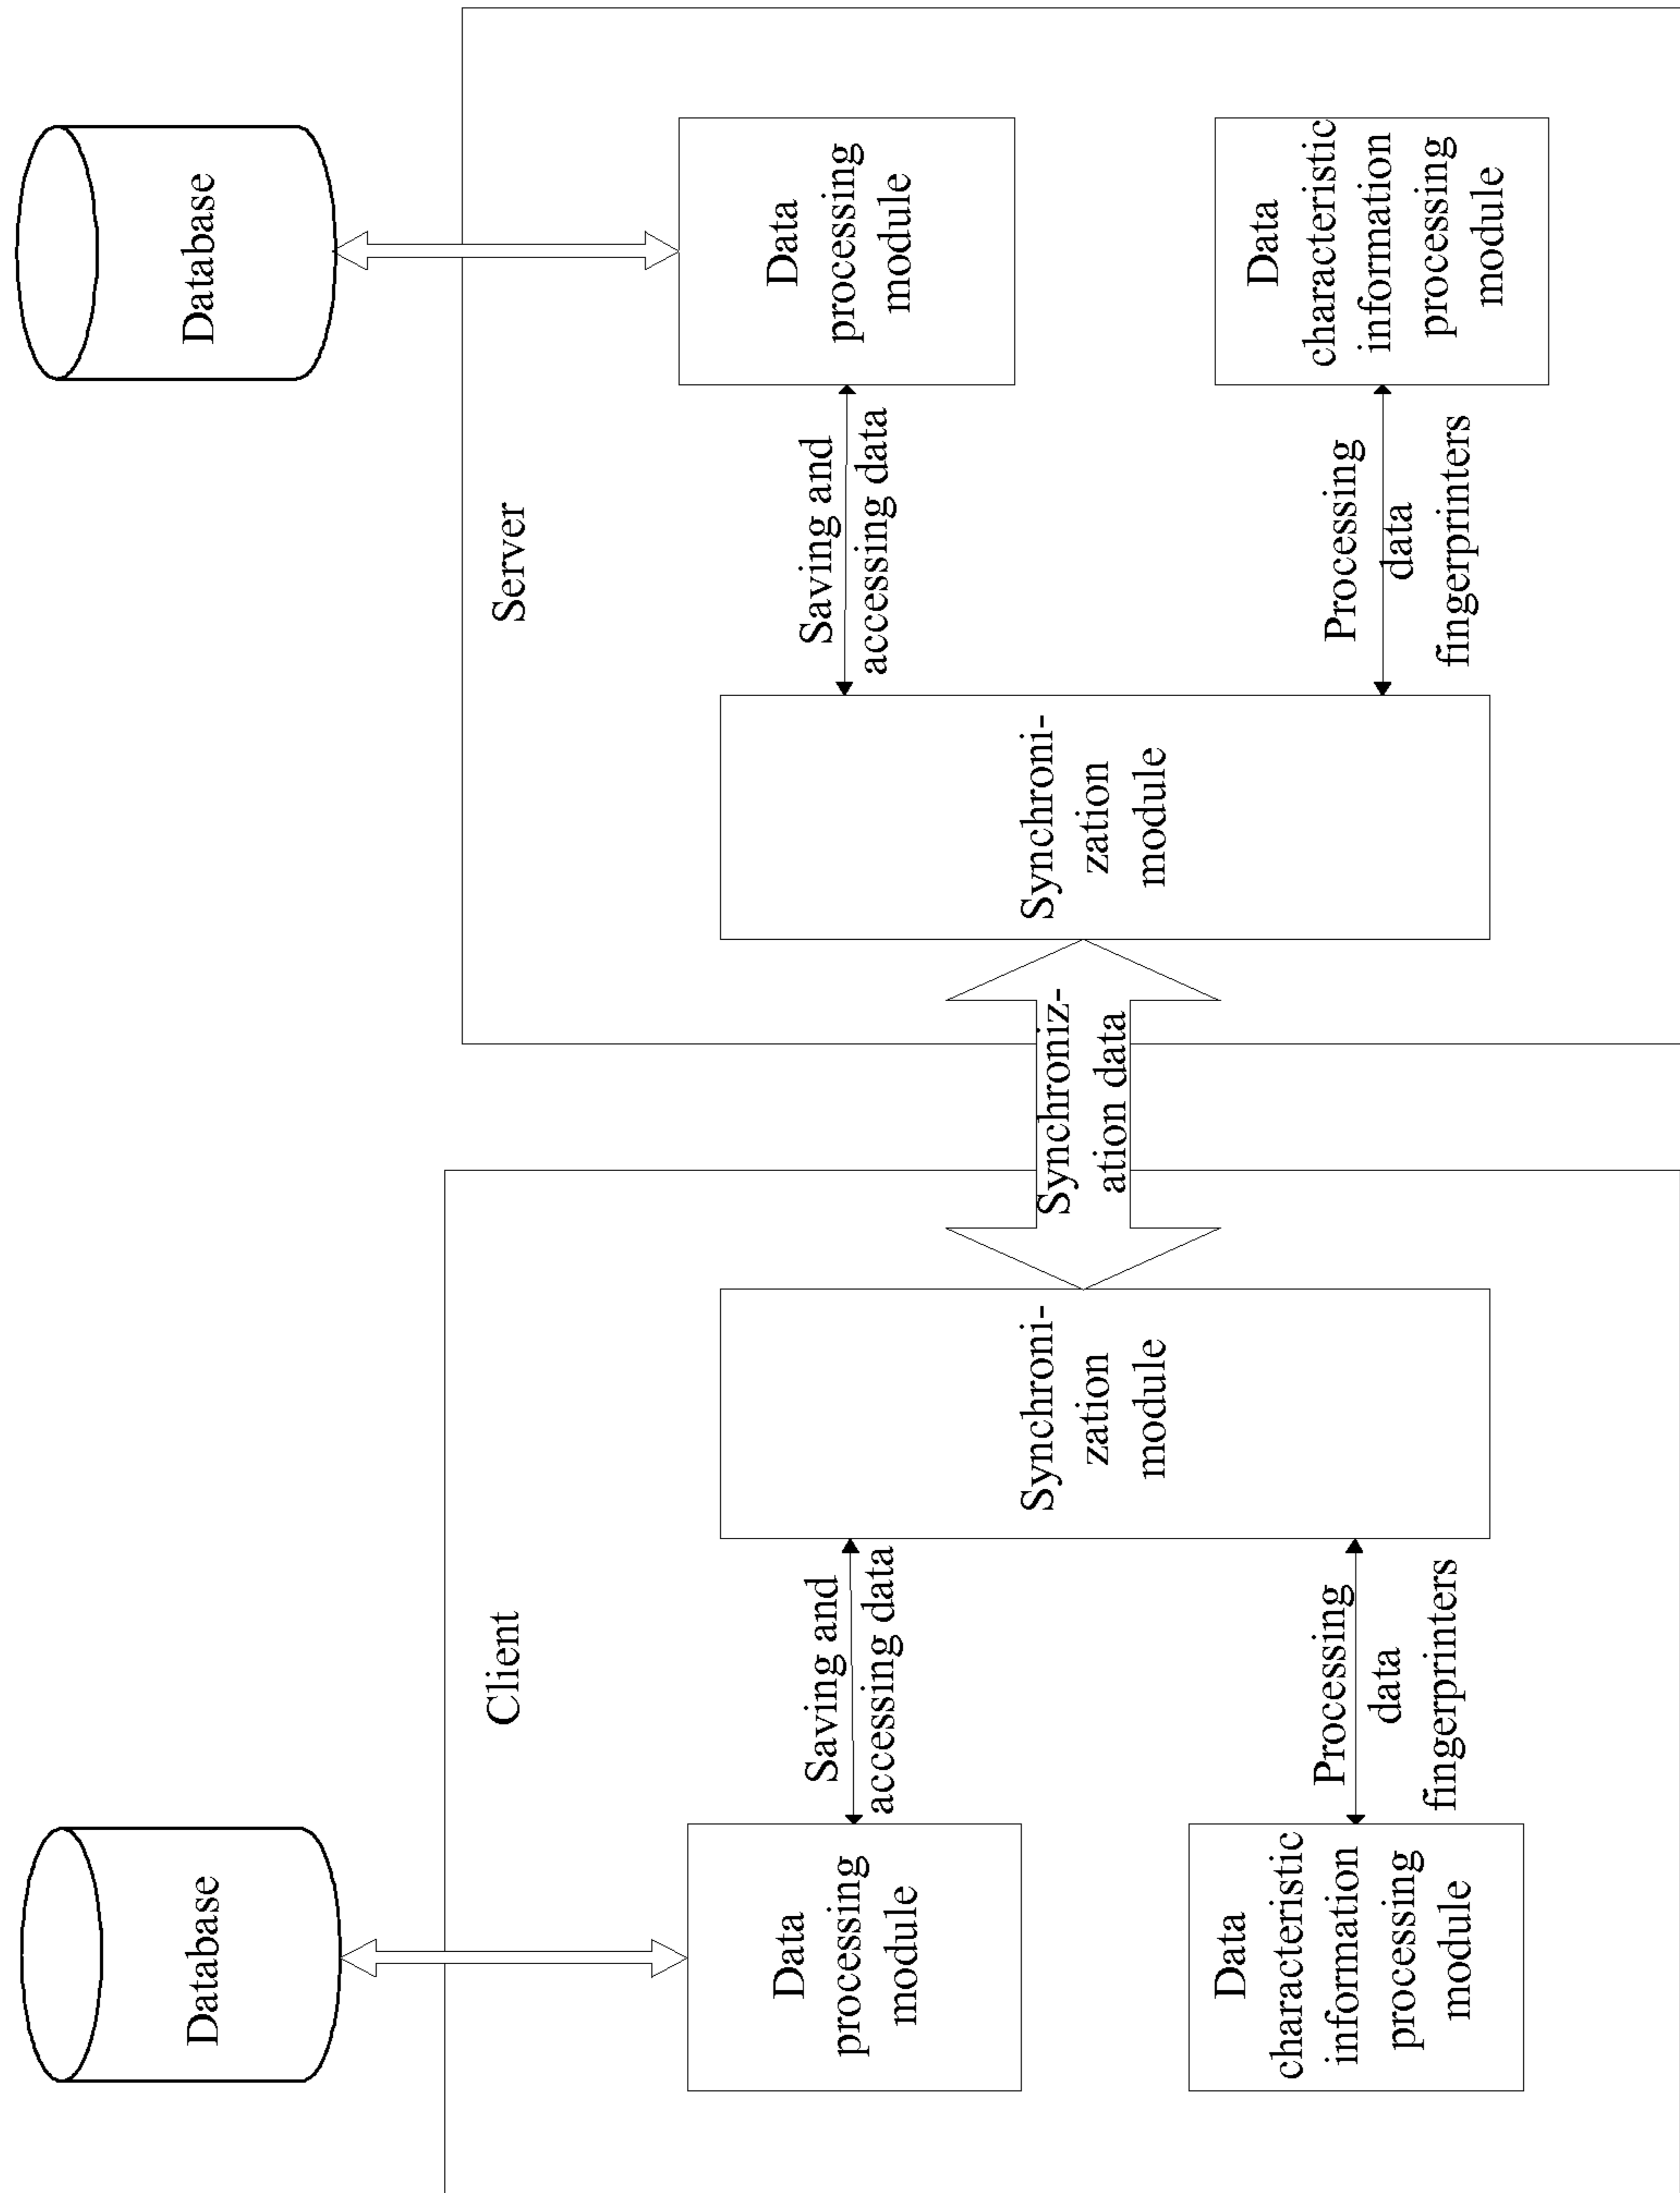 Database
Client
Data
processing
module
Saving and
accessing data
Data
characteristic
information
processing
module
Processing
data
fingerprinters
Synchroni-
zation
module
Synchroniz-
ation data
Database
Server
Synchroni-
zation
module
Saving and
accessing data
Data
processing
module
Processing
data
fingerprinters
Data
characteristic
information
processing
module